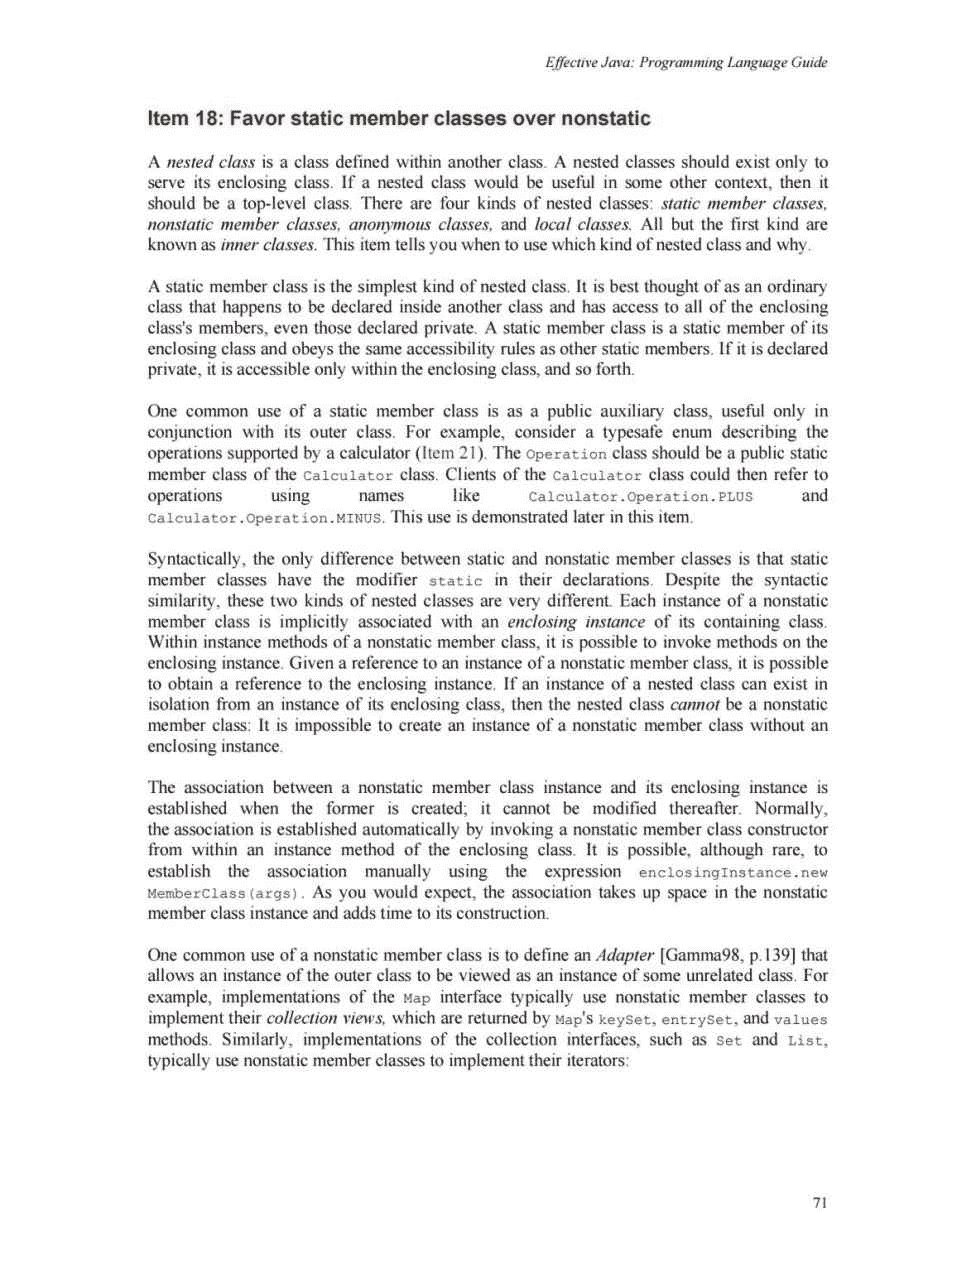 Effective Java: Programming Language Guide
Item 18: Favor static member classes over nonstatic
A nested class is a class defined within another class. A nested classes should exist only to
serve its enclosing class. If a nested class would be useful in some other context, then it
should be a top-level class. There are four kinds of nested classes: static member classes,
nonstatic member classes, anonymous classes, and local classes. All but the first kind are
known as inner classes. This item tells you when to use which kind of nested class and why.
A static member class is the simplest kind of nested class. It is best thought of as an ordinary
class that happens to be declared inside another class and has access to all of the enclosing
class's members, even those declared private. A static member class is a static member of its
enclosing class and obeys the same accessibility rules as other static members. If it is declared
private, it is accessible only within the enclosing class, and so forth.
One common use of a static member class is as a public auxiliary class, useful only in
conjunction with its outer class. For example, consider a typesafe enum describing the
operations supported by a calculator (Item 21). The Operation class should be a public static
member class of the Calculator class. Clients of the Calculator class could then refer to
operations using names like Calculator.Operation.PLUS and
Calculator.Operation.MINUS. This use is demonstrated later in this item.
Syntactically, the only difference between static and nonstatic member classes is that static
member classes have the modifier static in their declarations. Despite the syntactic
similarity, these two kinds of nested classes are very different. Each instance of a nonstatic
member class is implicitly associated with an enclosing instance of its containing class.
Within instance methods of a nonstatic member class, it is possible to invoke methods on the
enclosing instance. Given a reference to an instance of a nonstatic member class, it is possible
to obtain a reference to the enclosing instance. If an instance of a nested class can exist in
isolation from an instance of its enclosing class, then the nested class cannot be a nonstatic
member class: It is impossible to create an instance of a nonstatic member class without an
enclosing instance.
The association between a nonstatic member class instance and its enclosing instance is
established when the former is created; it cannot be modified thereafter. Normally,
the association is established automatically by invoking a nonstatic member class constructor
from within an instance method of the enclosing class. It is possible, although rare, to
establish the association manually using the expression enclosingInstance.new
MemberClass(args). As you would expect, the association takes up space in the nonstatic
member class instance and adds time to its construction.
One common use of a nonstatic member class is to define an Adapter [Gamma98, p.139] that
allows an instance of the outer class to be viewed as an instance of some unrelated class. For
example, implementations of the Map interface typically use nonstatic member classes to
implement their collection views, which are returned by Map's keySet, entrySet, and values
methods. Similarly, implementations of the collection interfaces, such as Set and List,
typically use nonstatic member classes to implement their iterators:
71